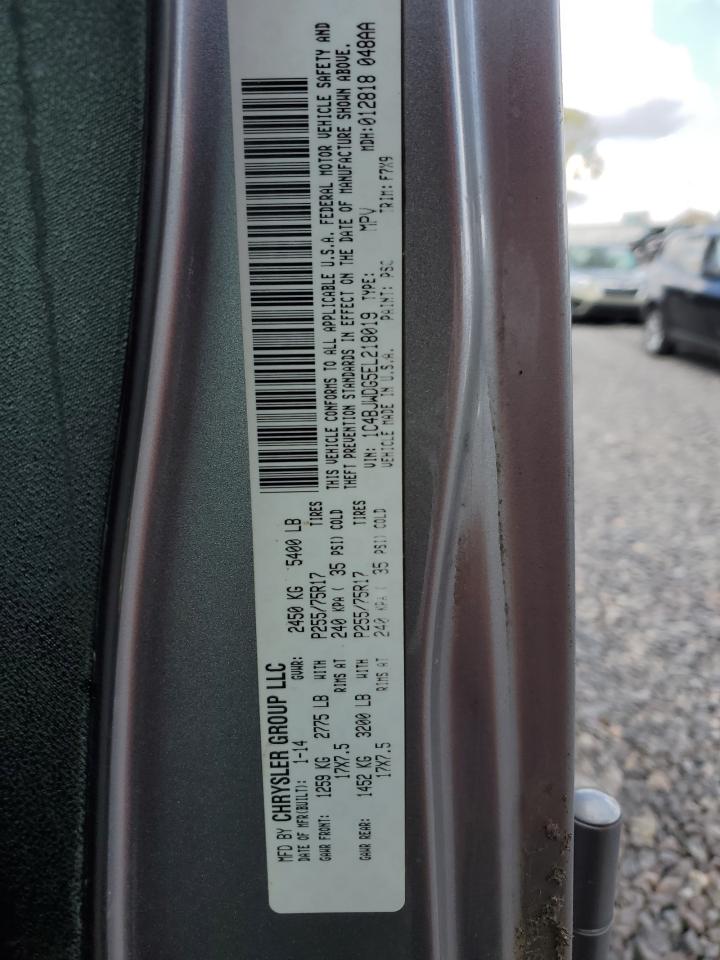 MFD BY CHRYSLER GROUP LLC
DATE OF MFR(BUILT): 1-14 GVWR: 2450 KG 5400 LB
GAWR FRONT: 1259 KG 2775 LB WITH P255/75R17 TIRES
17X7.5 RIMS AT 240 KPA ( 35 PSI) COLD
GAWR REAR: 1452 KG 3200 LB WITH P255/75R17 TIRES
17X7.5 RIMS AT 240 KPA ( 35 PSI) COLD
THIS VEHICLE CONFORMS TO ALL APPLICABLE U.S.A. FEDERAL MOTOR VEHICLE SAFETY AND
THEFT PREVENTION STANDARDS IN EFFECT ON THE DATE OF MANUFACTURE SHOWN ABOVE.
VIN: 1C4BJWDG5EL218019 TYPE: MPV MDH:012818 048AA
VEHICLE MADE IN U.S.A. PAINT: PSC TRIM: F7X9